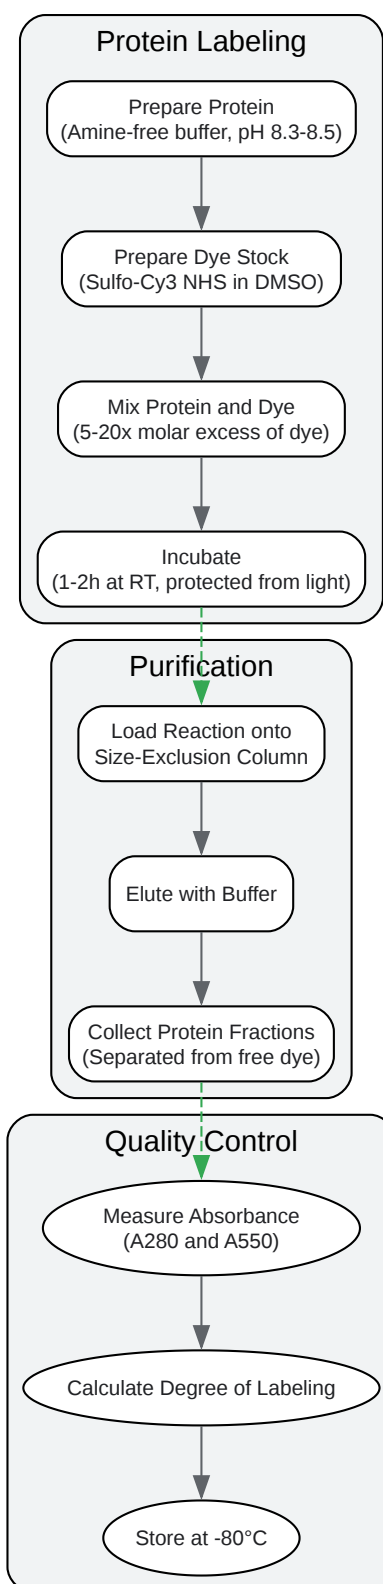 Protein Labeling
Prepare Protein
(Amine-free buffer, pH 8.3-8.5)
Prepare Dye Stock
(Sulfo-Cy3 NHS in DMSO)
Mix Protein and Dye
(5-20x molar excess of dye)
Incubate
(1-2h at RT, protected from light)
Purification
Load Reaction onto
Size-Exclusion Column
Elute with Buffer
Collect Protein Fractions
(Separated from free dye)
Quality Control
Measure Absorbance
(A280 and A550)
Calculate Degree of Labeling
Store at -80°C